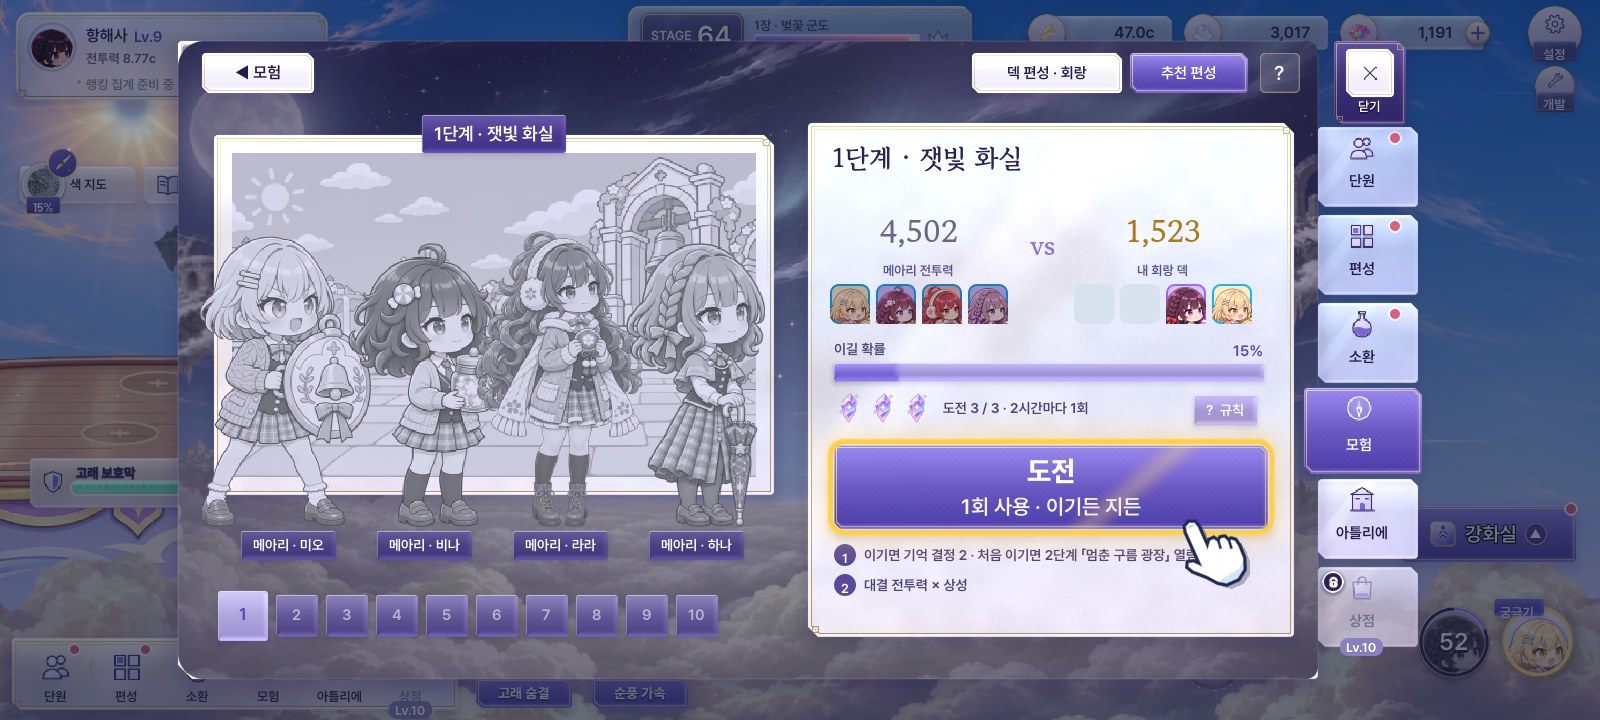 항해사 Lv.9
전투력 8.77c
랭킹 집계 준비 중
STAGE 64
1장 · 벚꽃 군도
47.0c
3,017
1,191
설정
개발
◀ 모험
덱 편성 · 회랑
추천 편성
?
닫기
색 지도
15%
1단계 · 잿빛 화실
1단계 · 잿빛 화실
4,502
vs
1,523
메아리 전투력
내 회랑 덱
이길 확률
15%
도전 3 / 3 · 2시간마다 1회
? 규칙
도전
1회 사용 · 이기든 지든
1 이기면 기억 결정 2 · 처음 이기면 2단계 「멈춘 구름 광장」
2 대결 전투력 × 상성
메아리 · 미오
메아리 · 비나
메아리 · 라라
메아리 · 하나
1 2 3 4 5 6 7 8 9 10
고래 보호막
단원
편성
소환
모험
아틀리에
상점
Lv.10
강화실
궁극기
52
단원
편성
소환
모험
아틀리에
상점
Lv.10
고래 숨결
순풍 가속